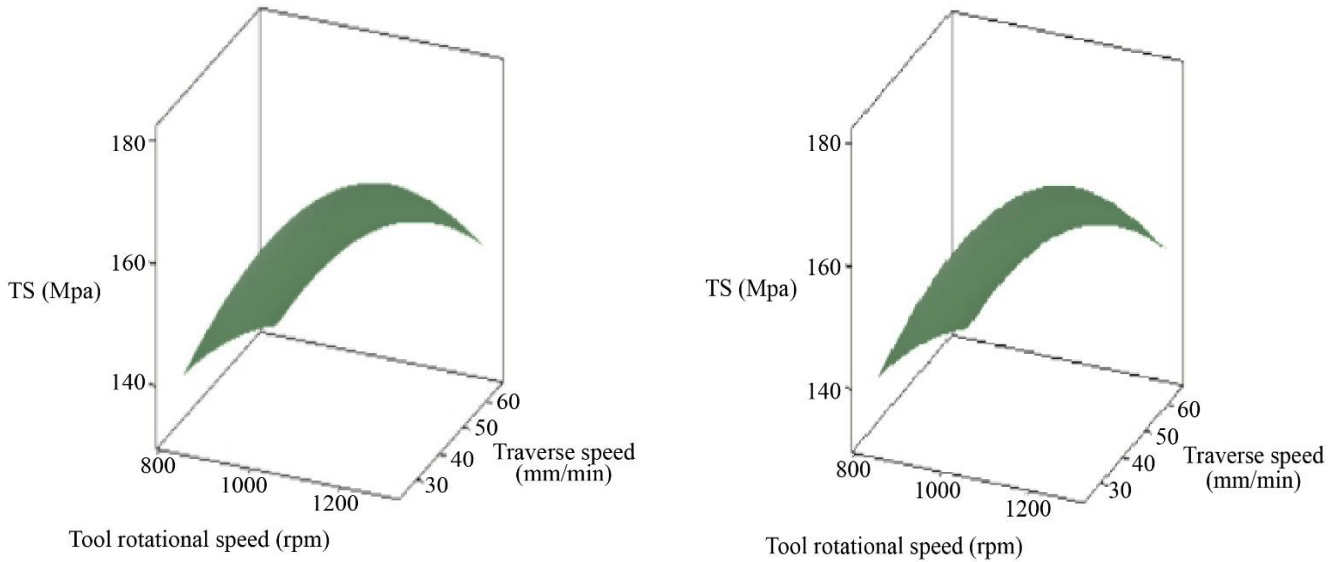 180
160
TS (Mpa)
140
800
1000
1200
30
40
50
60
Traverse speed
(mm/min)
Tool rotational speed (rpm)
180
160
TS (Mpa)
140
800
1000
1200
30
40
50
60
Traverse speed
(mm/min)
Tool rotational speed (rpm)